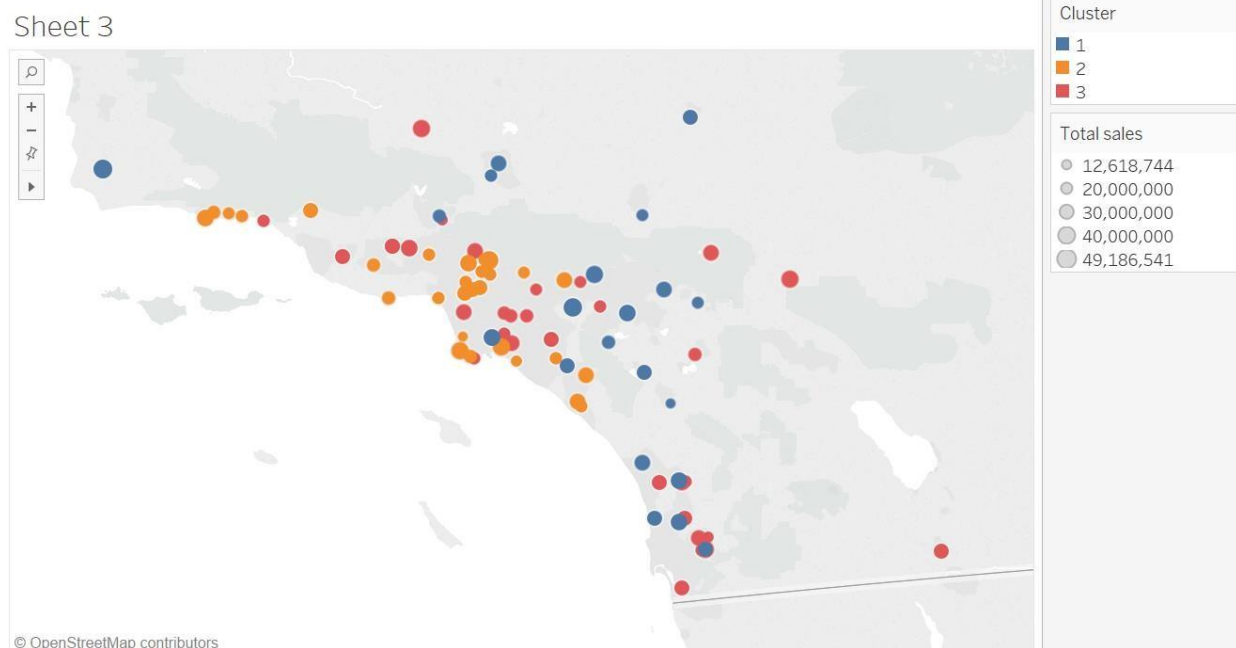 Sheet 3
Cluster
1
2
3
Total sales
12,618,744
20,000,000
30,000,000
40,000,000
49,186,541
© OpenStreetMap contributors